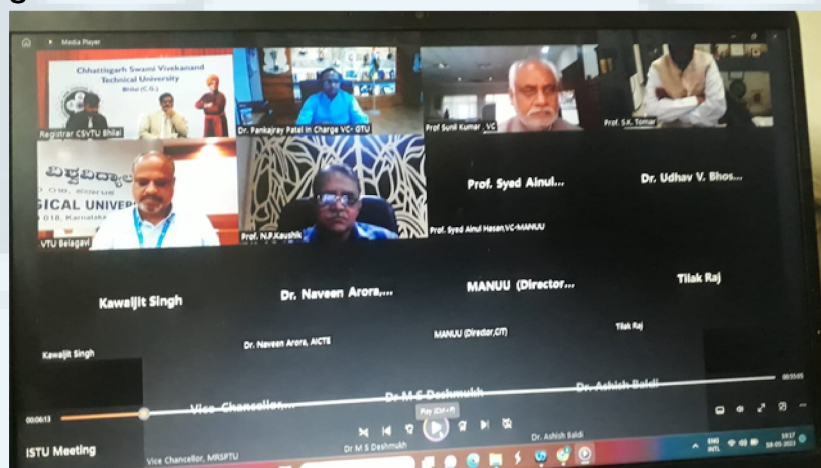 Media Player
Chhattisgarh Swami Vivekanand
Technical University
Bhilai (C.G.)
Registrar CSVTU Bhilai
Dr. Pankajray Patel In Charge VC- GTU
Prof Sunil Kumar , VC
Prof. S.K. Tomar
ವಿಶ್ವವಿದ್ಯಾಲ
GICAL UNIVER
018, Karnataka
VTU Belagavi
Prof. N.P.Kaushik
Prof. Syed Ainul...
Prof. Syed Ainul Hasan,VC-MANUU
Dr. Udhav V. Bhos...
Kawaljit Singh
Dr. Naveen Arora,...
MANUU (Director...
Tilak Raj
Kawaljit Singh
Dr. Naveen Arora, AICTE
MANUU (Director,CIT)
Tilak Raj
Vice Chancellor,...
Dr M S Deshmukh
Dr. Ashish Baldi
00:06:13
00:55:05
Play (Ctrl+P)
ISTU Meeting
Vice Chancellor, MRSPTU
Dr M S Deshmukh
Dr. Ashish Baldi
ENG
INTL
10:17